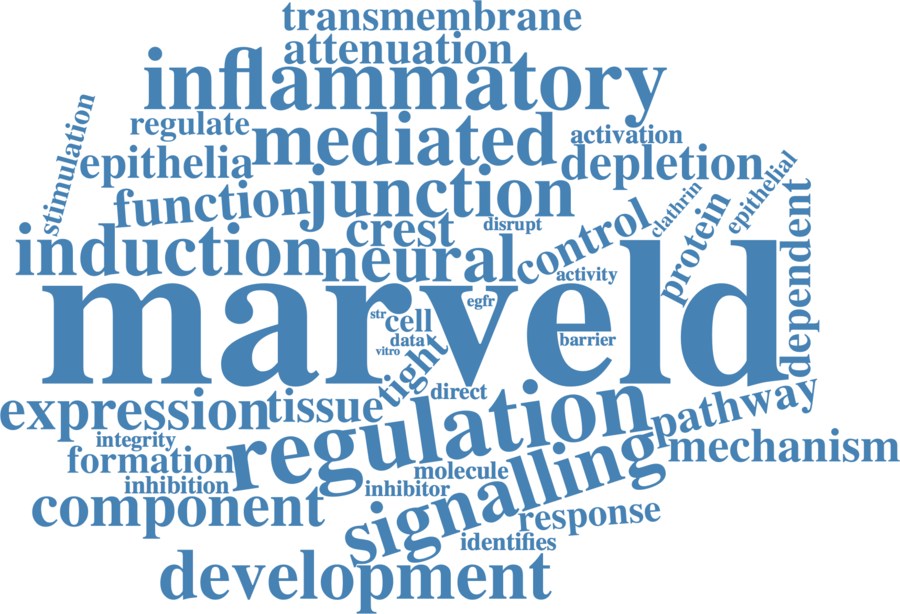 transmembrane
attenuation
inflammatory
stimulation
regulate
mediated
activation
epithelia
depletion
epithelial
clathrin
function
junction
protein
dependent
crest
disrupt
control
induction
neural
activity
marveld
egfr
str
cell
data
vitro
barrier
tight
direct
expression
tissue
regulation
pathway
integrity
mechanism
formation
molecule
inhibition
inhibitor
signalling
component
response
identifies
development